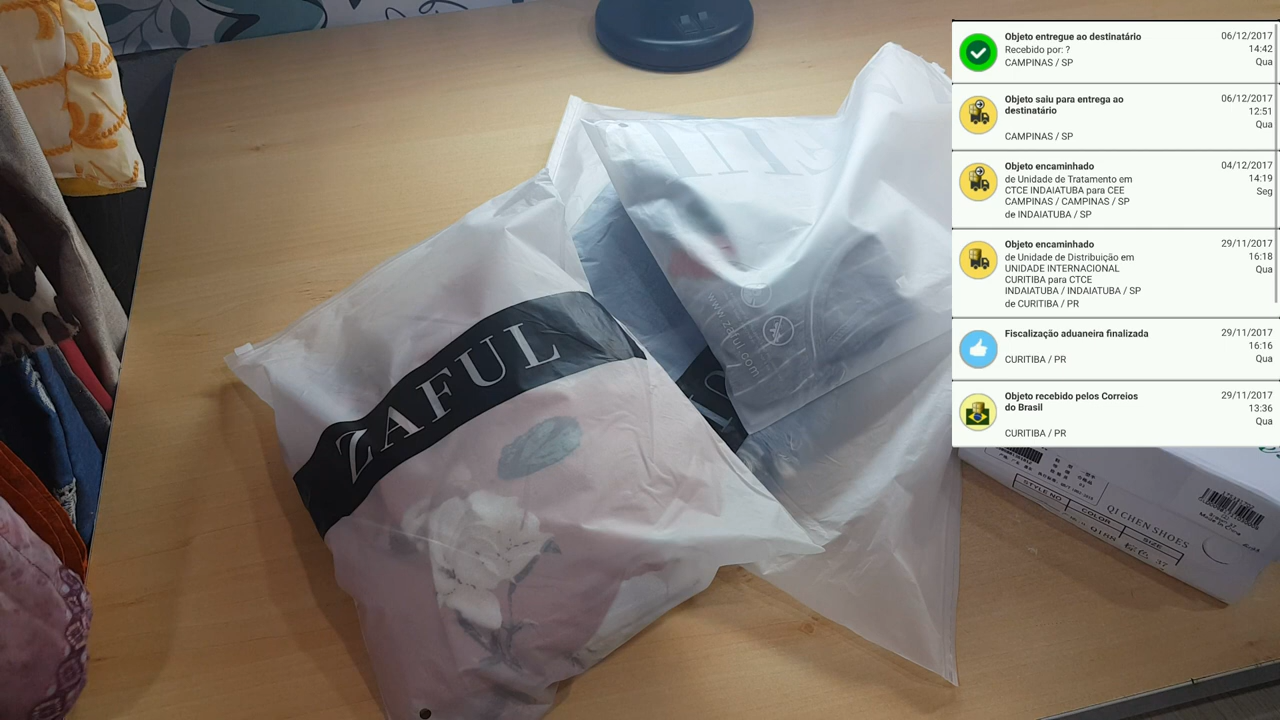 ZAFUL
www.zaful.com
Objeto entregue ao destinatário
06/12/2017
Recebido por: ?
14:42
CAMPINAS / SP
Qua
Objeto saiu para entrega ao
06/12/2017
destinatário
12:51
Qua
CAMPINAS / SP
Objeto encaminhado
04/12/2017
de Unidade de Tratamento em
14:19
CTCE INDAIATUBA para CEE
Seg
CAMPINAS / CAMPINAS / SP
de INDAIATUBA / SP
Objeto encaminhado
29/11/2017
de Unidade de Distribuição em
16:18
UNIDADE INTERNACIONAL
Qua
CURITIBA para CTCE
INDAIATUBA / INDAIATUBA / SP
de CURITIBA / PR
Fiscalização aduaneira finalizada
29/11/2017
16:16
CURITIBA / PR
Qua
Objeto recebido pelos Correios
29/11/2017
do Brasil
13:36
Qua
CURITIBA / PR
QI CHEN SHOES
STYLE NO
COLOR
SIZE
37
Made in China